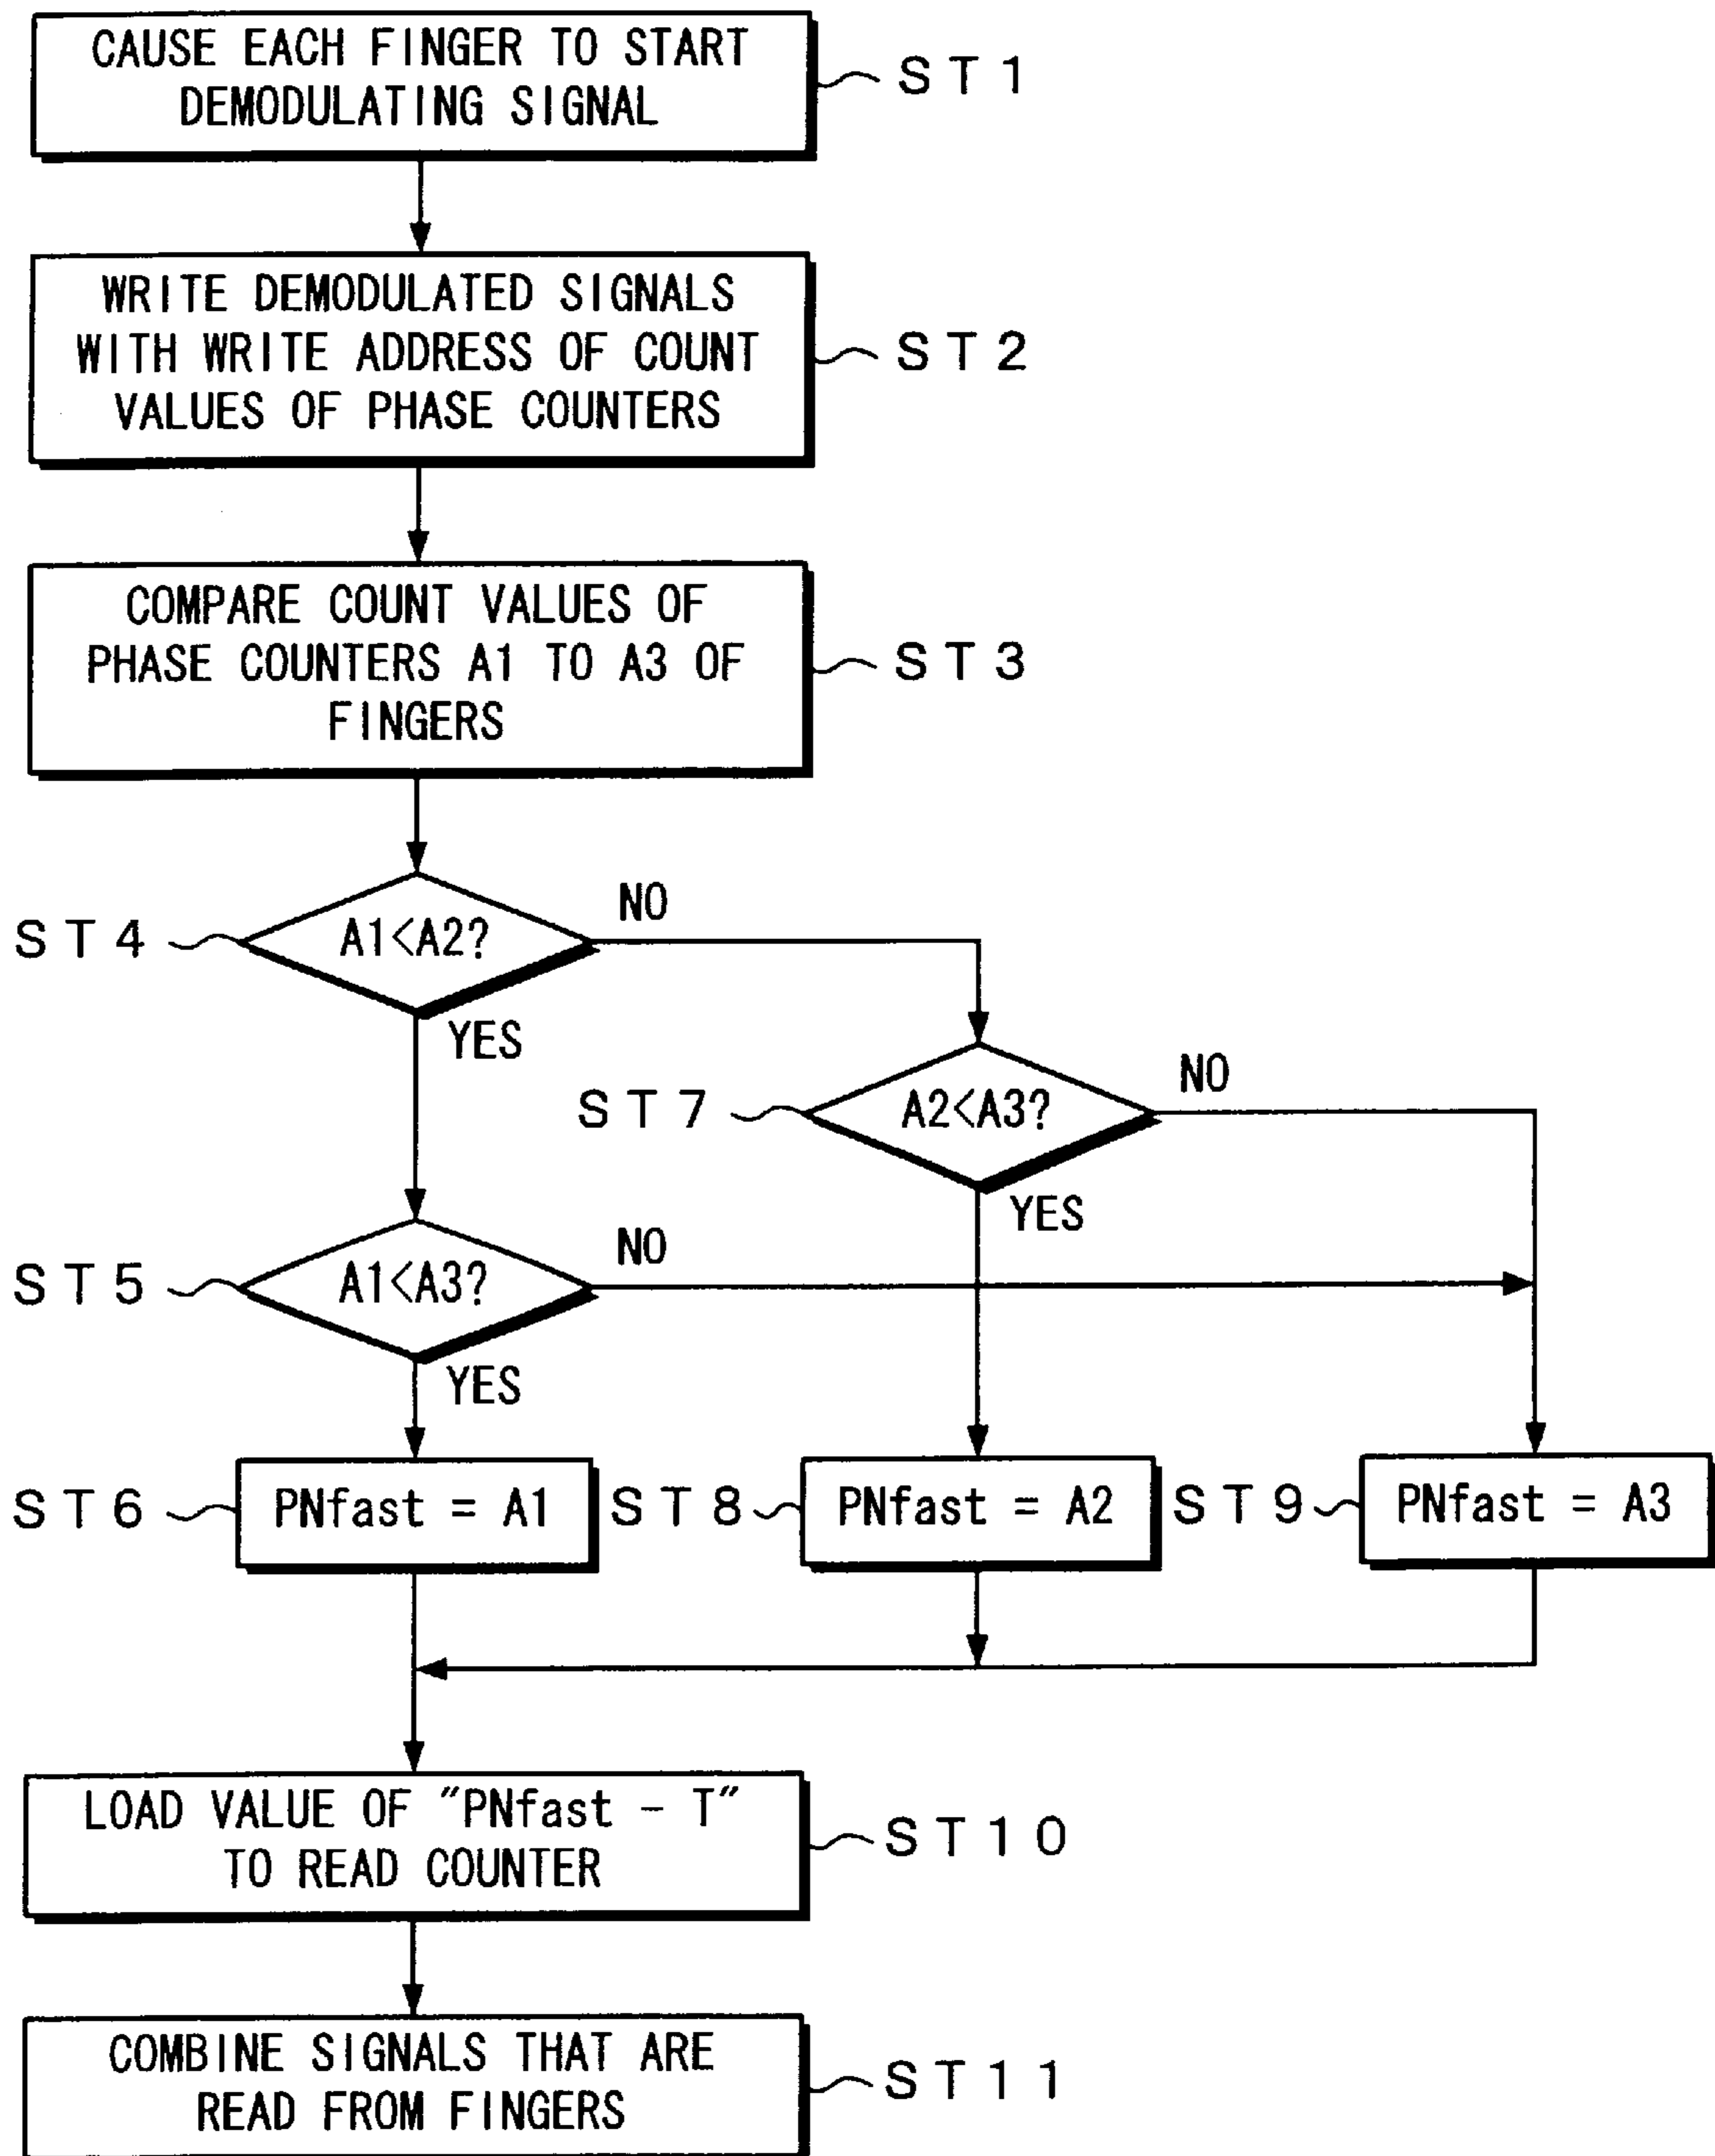 CAUSE EACH FINGER TO START
DEMODULATING SIGNAL
ST1
WRITE DEMODULATED SIGNALS
WITH WRITE ADDRESS OF COUNT
VALUES OF PHASE COUNTERS
ST2
COMPARE COUNT VALUES OF
PHASE COUNTERS A1 TO A3 OF
FINGERS
ST3
ST4
A1<A2?
NO
YES
ST7
A2<A3?
NO
YES
ST5
A1<A3?
NO
YES
ST6
PNfast = A1
ST8
PNfast = A2
ST9
PNfast = A3
LOAD VALUE OF "PNfast - T"
TO READ COUNTER
ST10
COMBINE SIGNALS THAT ARE
READ FROM FINGERS
ST11